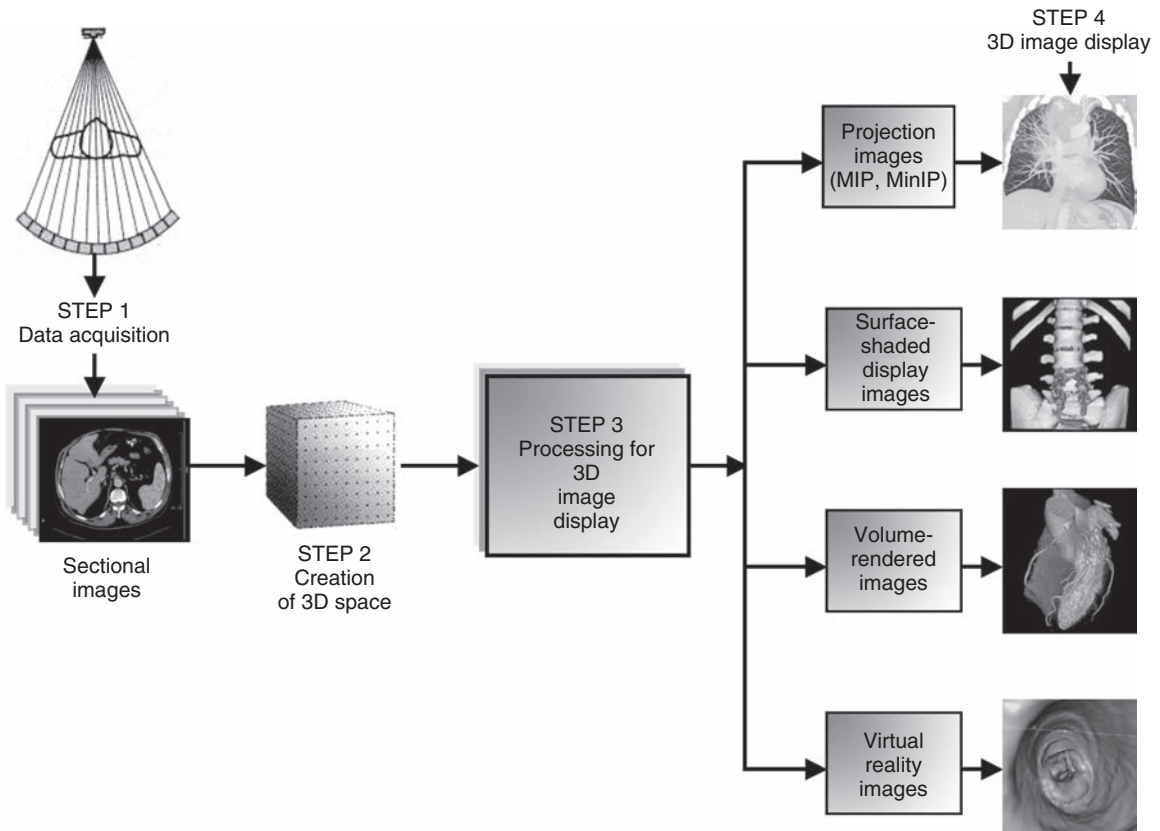 STEP 1
Data acquisition
Sectional
images
STEP 2
Creation
of 3D space
STEP 3
Processing for
3D
image
display
Projection
images
(MIP, MinIP)
Surface-
shaded
display
images
Volume-
rendered
images
Virtual
reality
images
STEP 4
3D image display